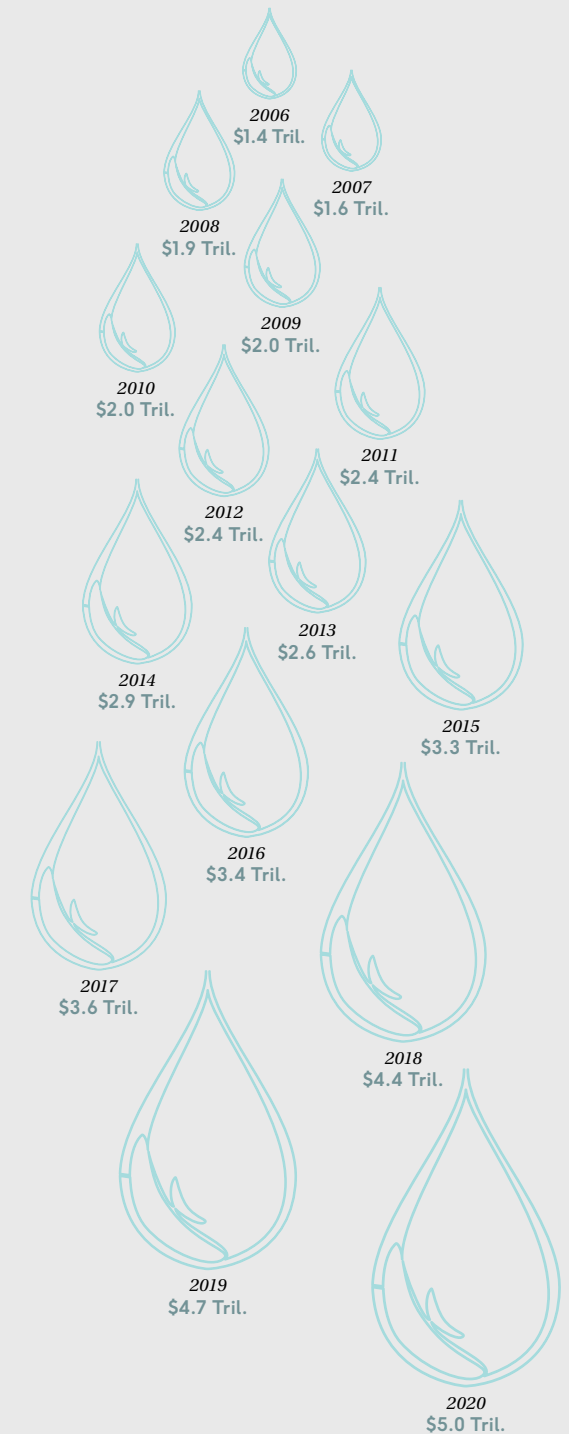 2006
$1.4 Tril.
2007
$1.6 Tril.
2008
$1.9 Tril.
2009
$2.0 Tril.
2010
$2.0 Tril.
2011
$2.4 Tril.
2012
$2.4 Tril.
2013
$2.6 Tril.
2014
$2.9 Tril.
2015
$3.3 Tril.
2016
$3.4 Tril.
2017
$3.6 Tril.
2018
$4.4 Tril.
2019
$4.7 Tril.
2020
$5.0 Tril.